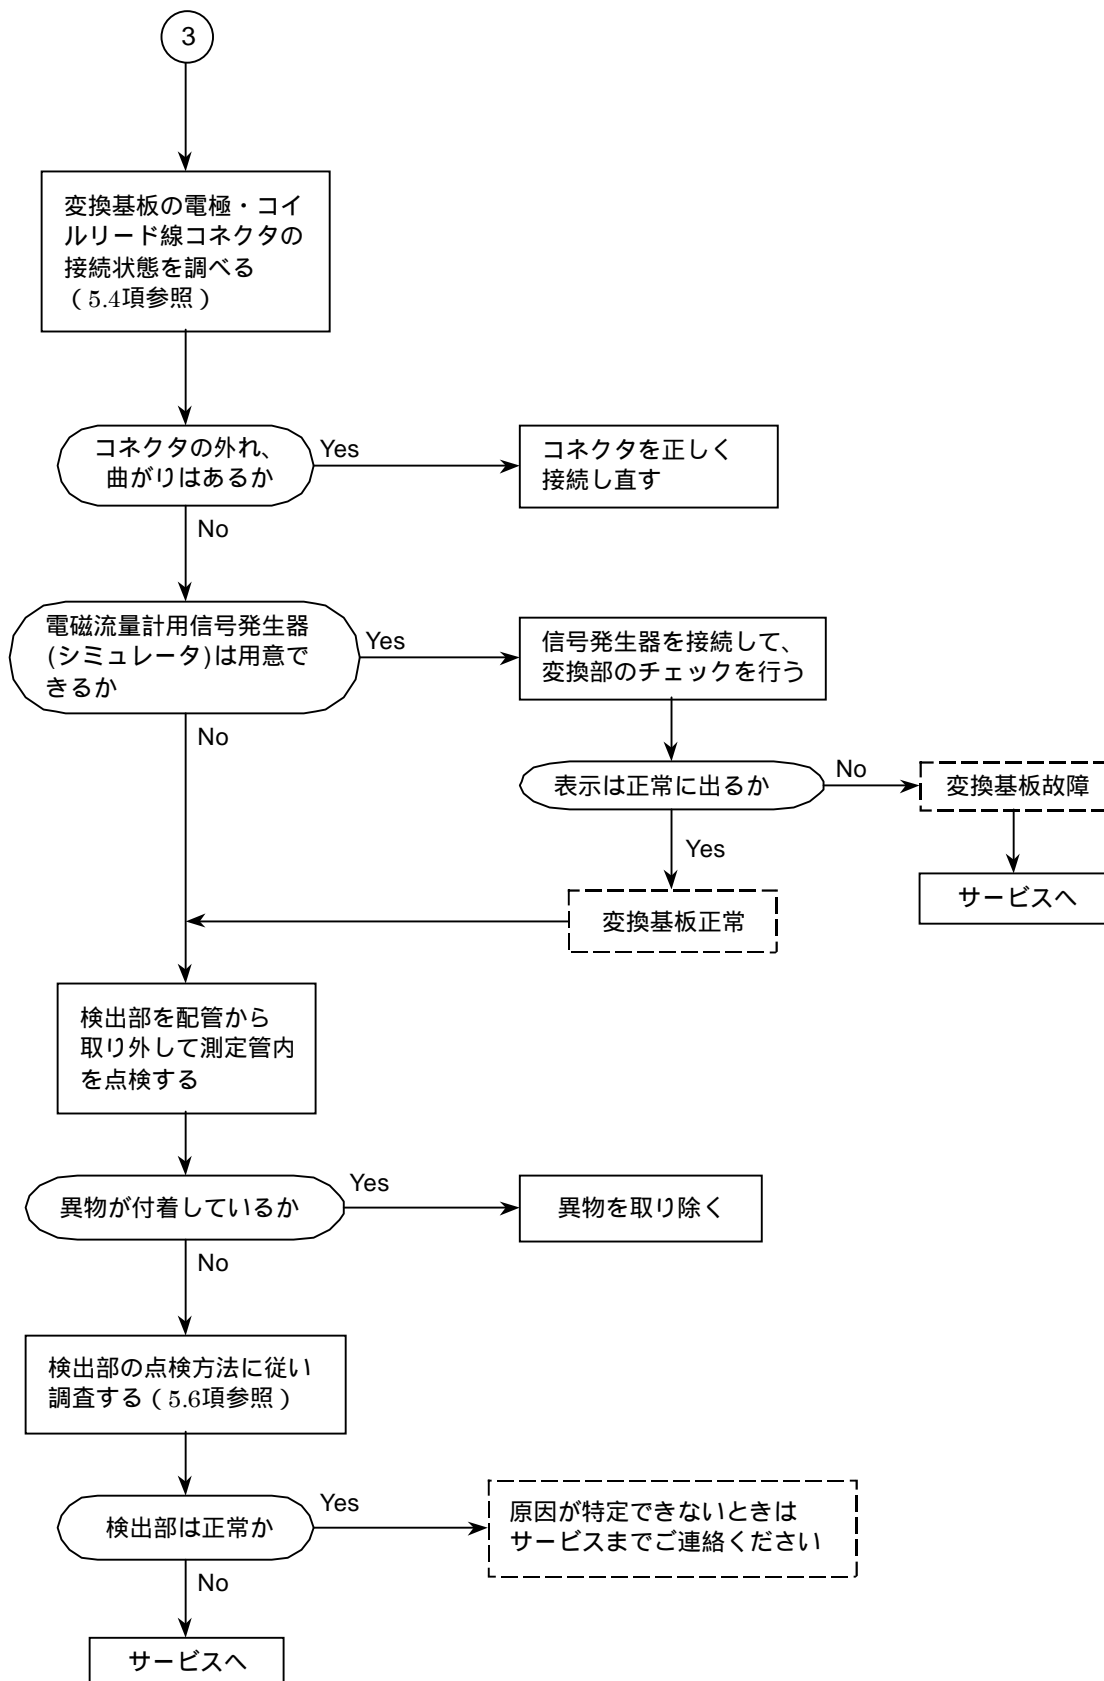 3
変換基板の電極・コイ
ルリード線コネクタの
接続状態を調べる
（5.4項参照）
コネクタの外れ、
曲がりはあるか
Yes
コネクタを正しく
接続し直す
No
電磁流量計用信号発生器
(シミュレータ)は用意で
きるか
Yes
信号発生器を接続して、
変換部のチェックを行う
No
表示は正常に出るか
No
変換基板故障
Yes
サービスへ
変換基板正常
検出部を配管から
取り外して測定管内
を点検する
異物が付着しているか
Yes
異物を取り除く
No
検出部の点検方法に従い
調査する（5.6項参照）
検出部は正常か
Yes
原因が特定できないときは
サービスまでご連絡ください
No
サービスへ